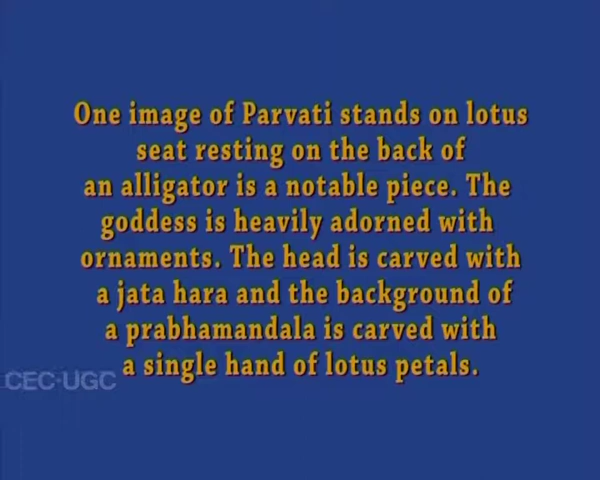 One image of Parvati stands on lotus
seat resting on the back of
an alligator is a notable piece. The
goddess is heavily adorned with
ornaments. The head is carved with
a jata hara and the background of
a prabhamandala is carved with
a single hand of lotus petals.
CEC-UGC